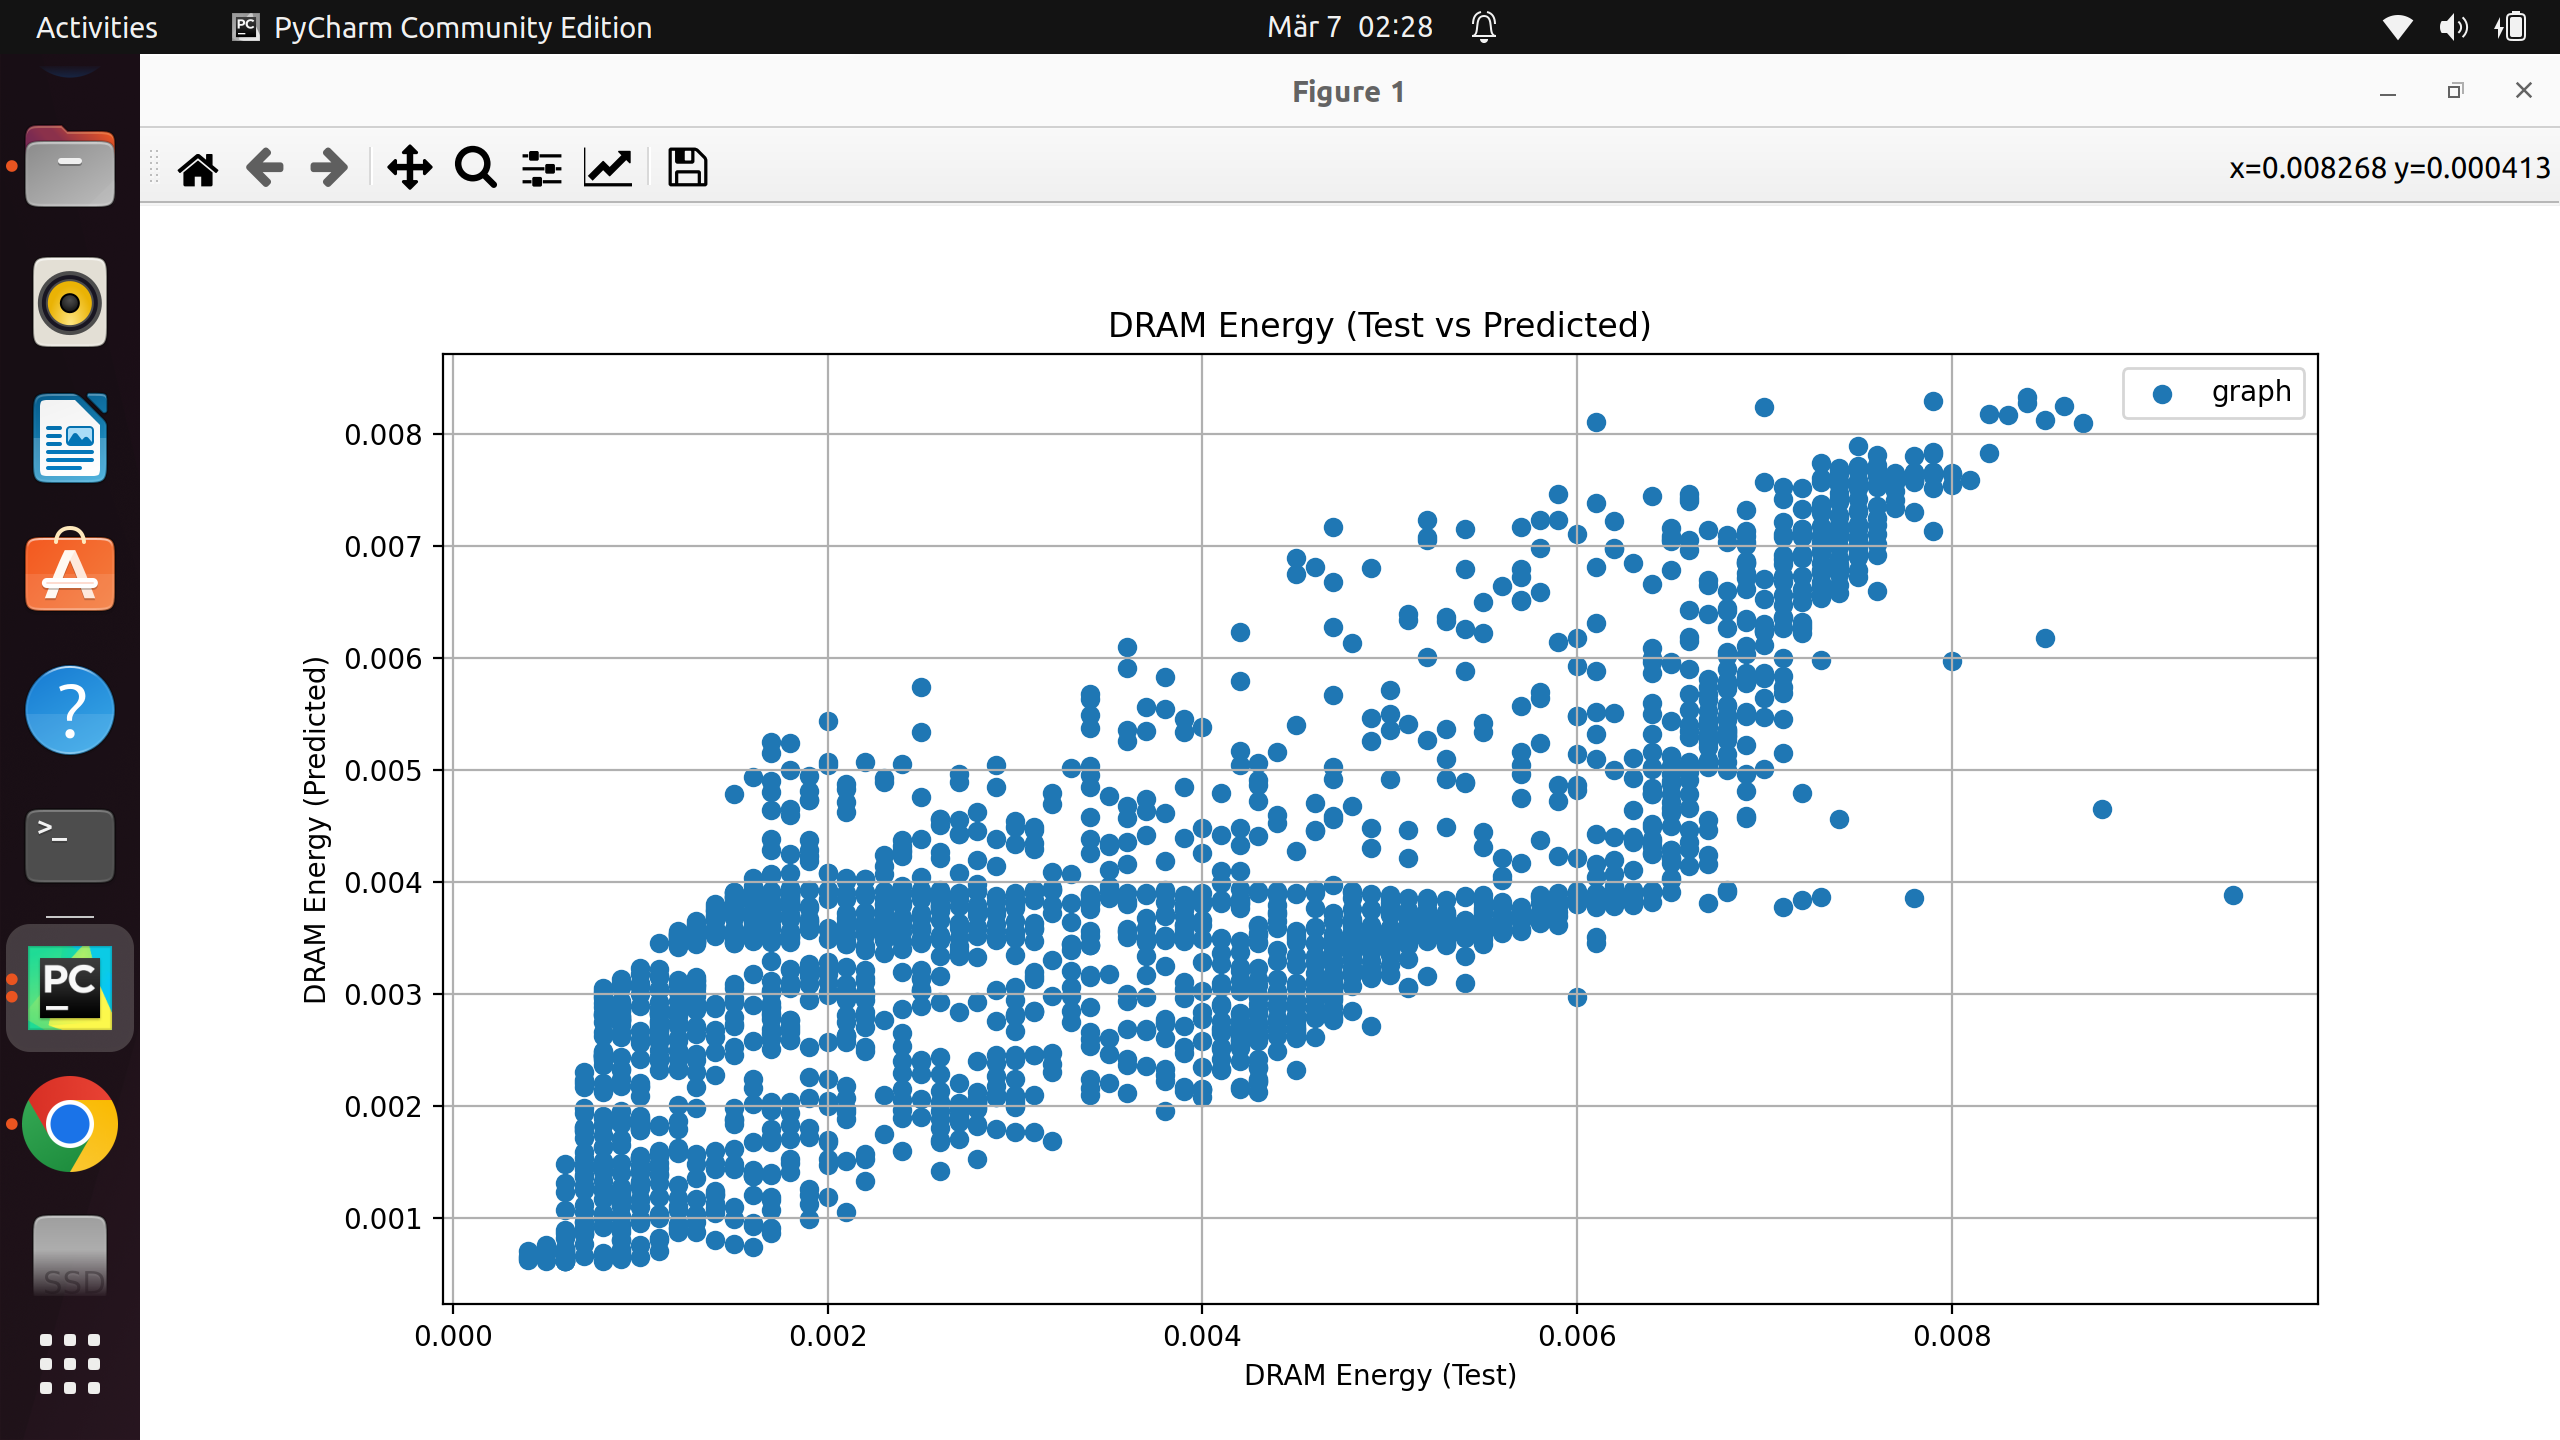 Activities
PyCharm Community Edition
Mär 7 02:28
Figure 1
x=0.008268 y=0.000413
DRAM Energy (Test vs Predicted)
graph
DRAM Energy (Predicted)
0.008
0.007
0.006
0.005
0.004
0.003
0.002
0.001
0.000
0.002
0.004
0.006
0.008
DRAM Energy (Test)
?
>_
PC
SSD